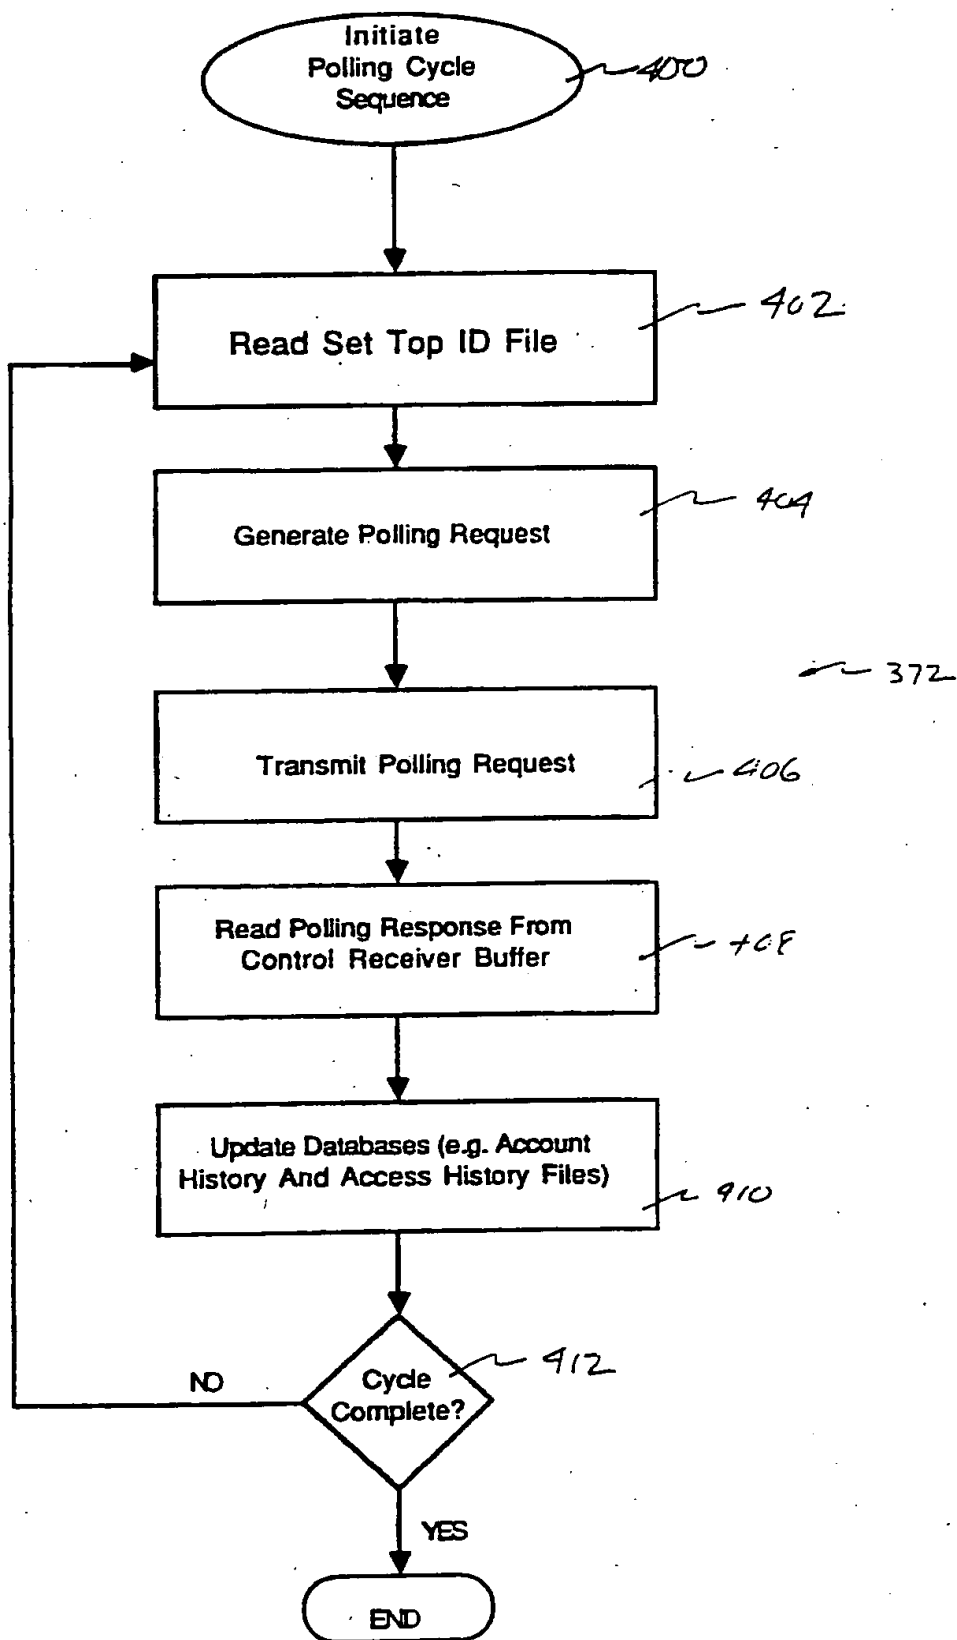 Initiate
Polling Cycle
Sequence
400
Read Set Top ID File
402
Generate Polling Request
404
372
Transmit Polling Request
406
Read Polling Response From
Control Receiver Buffer
408
Update Databases (e.g. Account
History And Access History Files)
410
Cycle
Complete?
412
NO
YES
END